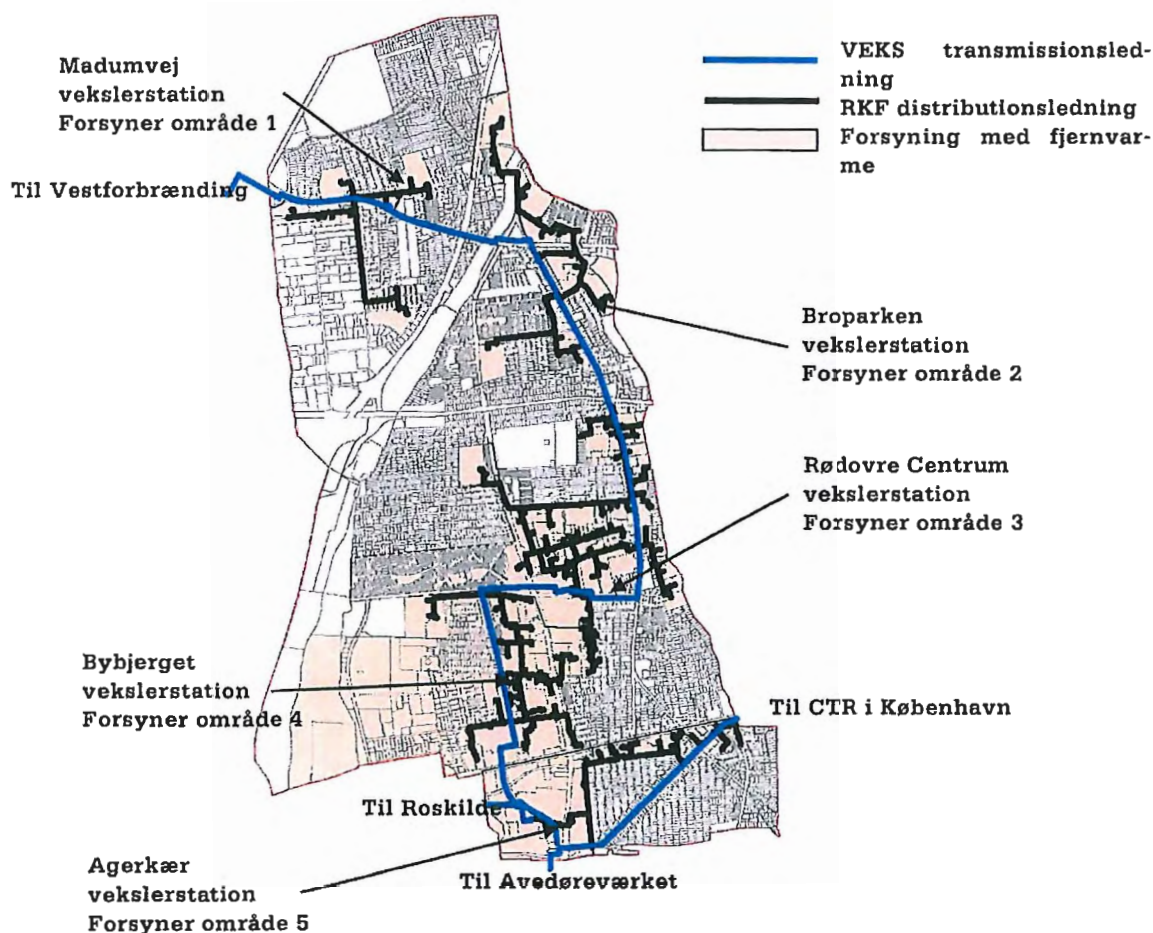 Madumvej
vekslerstation
Forsyner område 1
VEKS transmissionsled-
ning
RKF distributionsledning
Forsyning med fjernvar-
me
Til Vestforbrænding
Broparken
vekslerstation
Forsyner område 2
Rødovre Centrum
vekslerstation
Forsyner område 3
Bybjerget
vekslerstation
Forsyner område 4
Til CTR i København
Til Roskilde
Agerkær
vekslerstation
Forsyner område 5
Til Avedøreværket